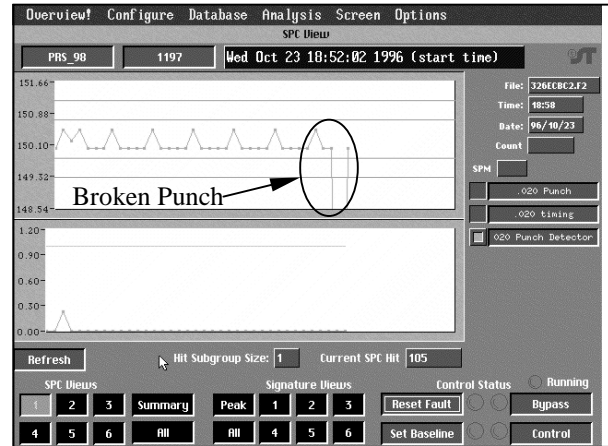 Overview! Configure Database Analysis Screen Options
SPC View
PRS_98 1197 Wed Oct 23 18:52:02 1996 (start time)
151.66
150.88
150.10
149.32
148.54
Broken Punch
File: 326ECBC2.F2
Time: 18:58
Date: 96/10/23
Count
SPM
.020 Punch
.020 timing
020 Punch Detector
1.20
0.90
0.60
0.30
0.00
Refresh Hit Subgroup Size: 1 Current SPC Hit 105
SPC Views Signature Views Control Status Running
1 2 3 Summary Peak 1 2 3 Reset Fault Bypass
4 5 6 All All 4 5 6 Set Baseline Control